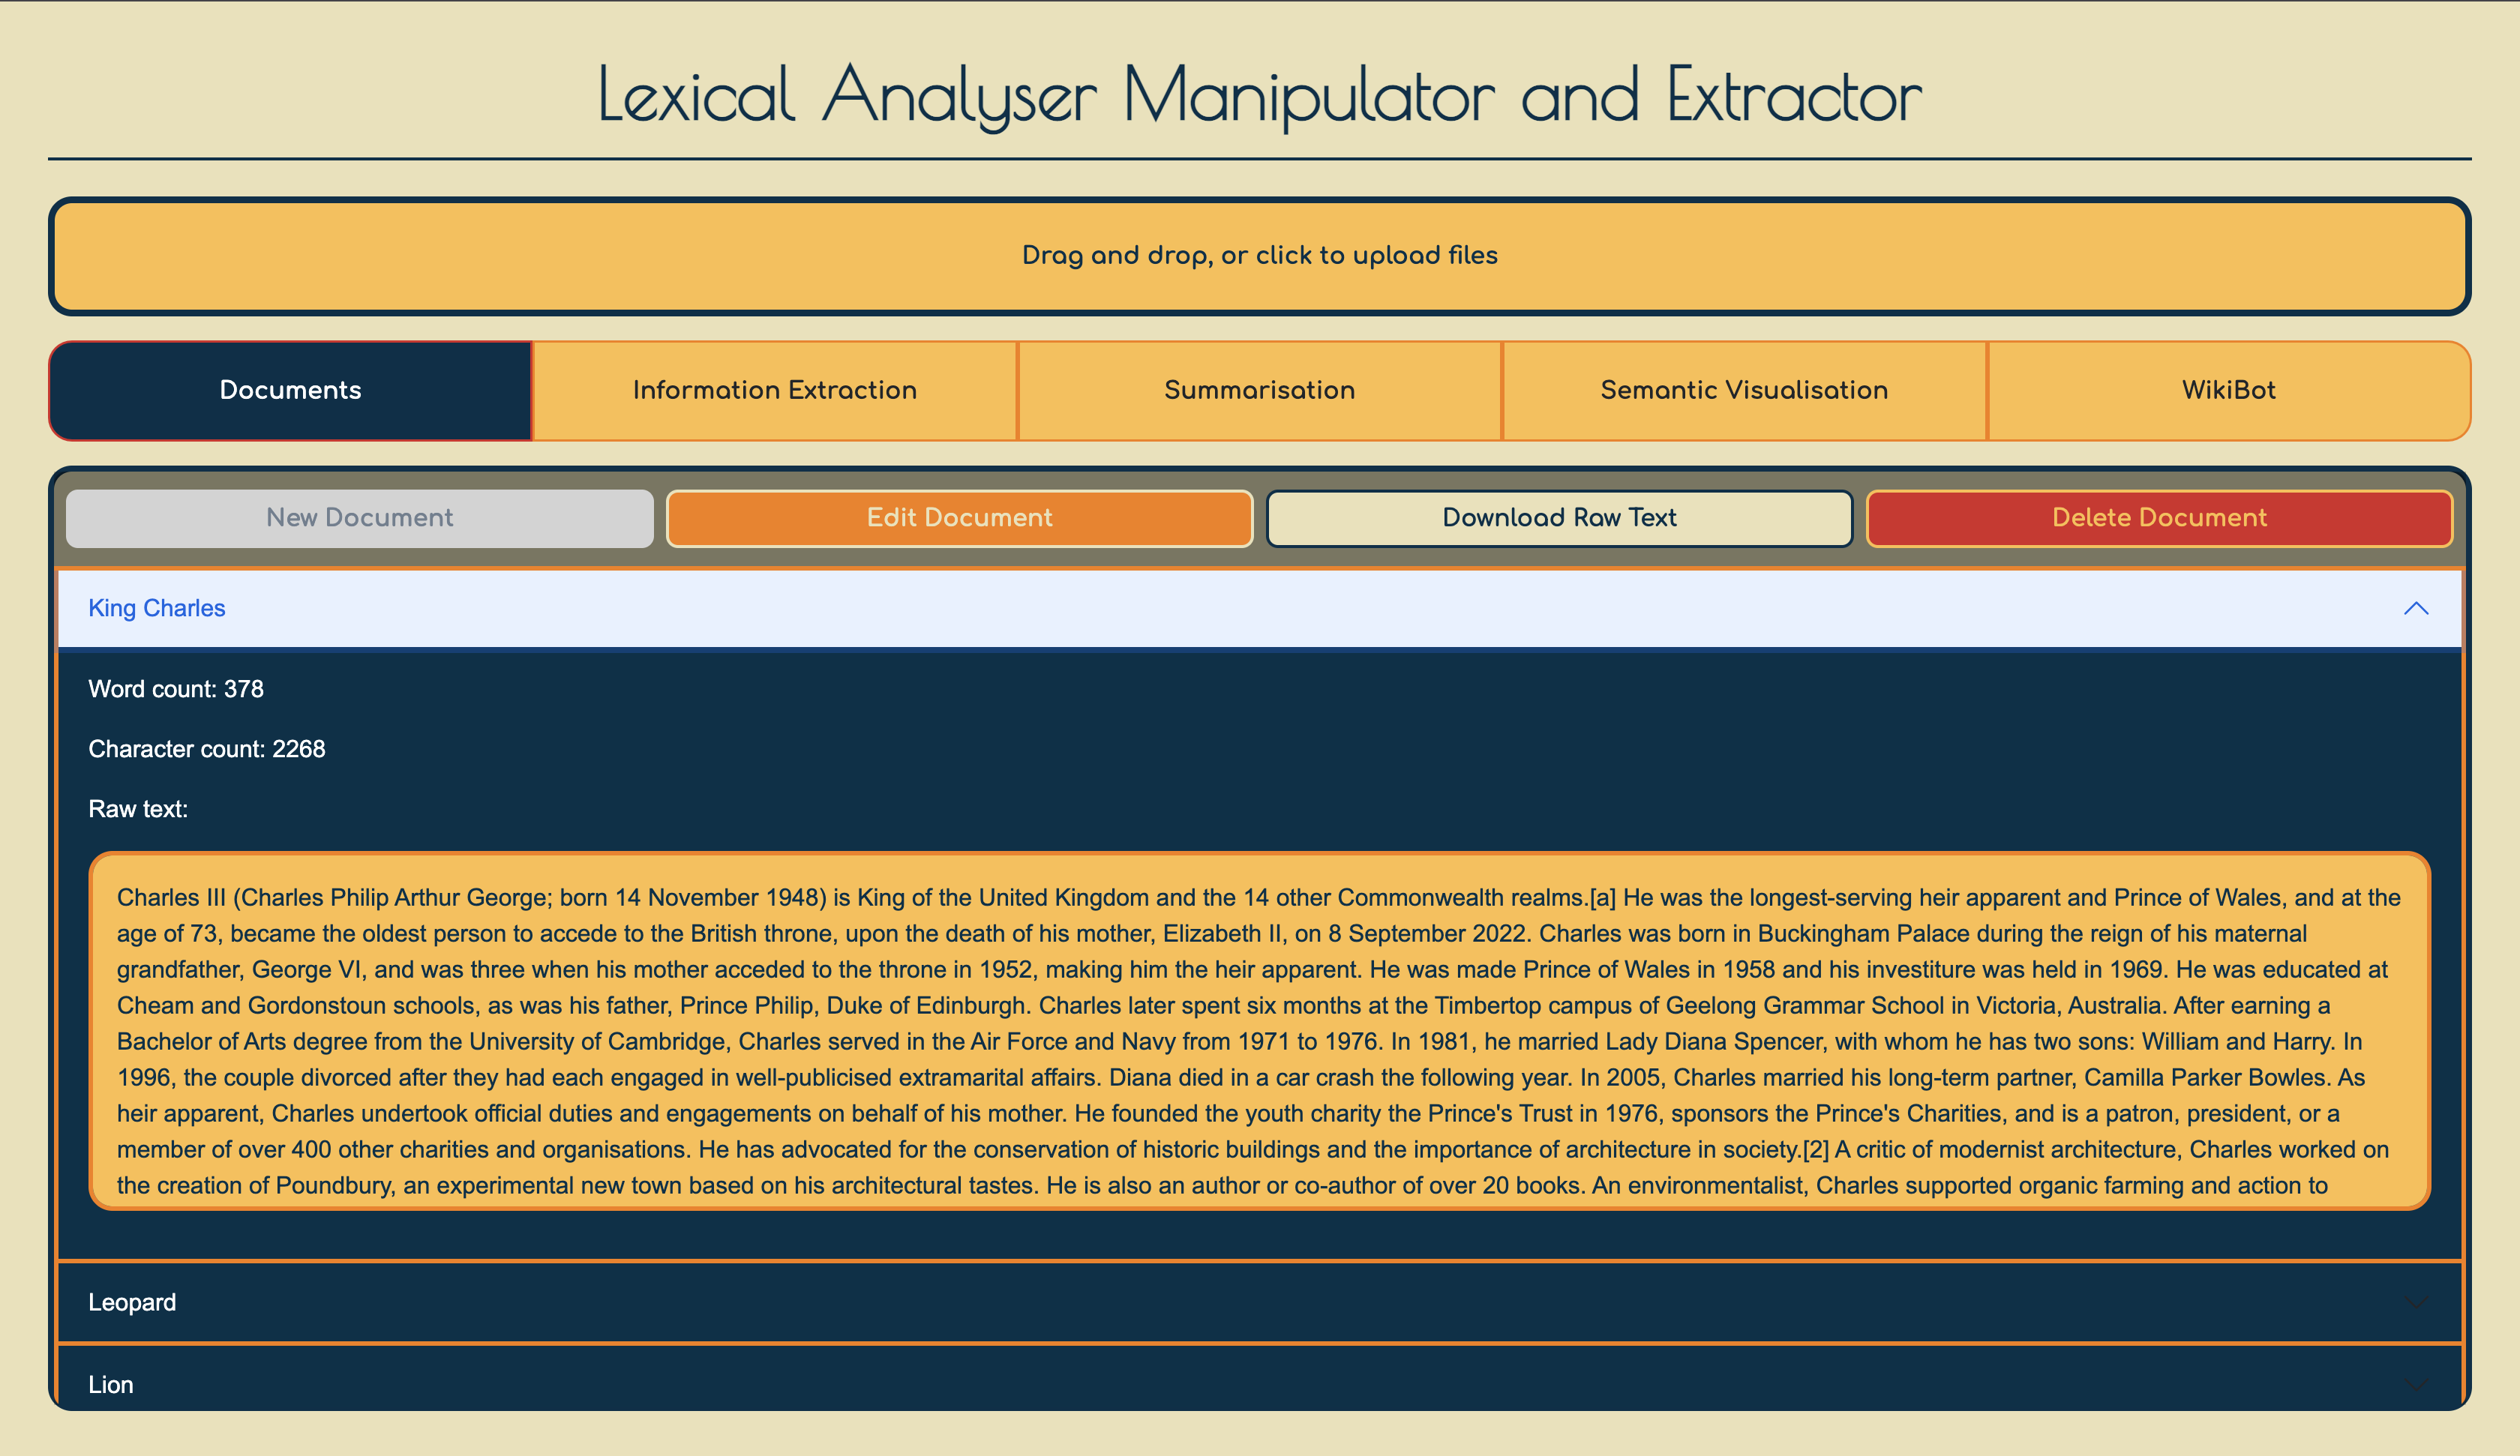 Lexical Analyser Manipulator and Extractor
Drag and drop, or click to upload files
Documents
Information Extraction
Summarisation
Semantic Visualisation
WikiBot
New Document
Edit Document
Download Raw Text
Delete Document
King Charles
Word count: 378
Character count: 2268
Raw text:
Charles III (Charles Philip Arthur George; born 14 November 1948) is King of the United Kingdom and the 14 other Commonwealth realms.[a] He was the longest-serving heir apparent and Prince of Wales, and at the
age of 73, became the oldest person to accede to the British throne, upon the death of his mother, Elizabeth II, on 8 September 2022. Charles was born in Buckingham Palace during the reign of his maternal
grandfather, George VI, and was three when his mother acceded to the throne in 1952, making him the heir apparent. He was made Prince of Wales in 1958 and his investiture was held in 1969. He was educated at
Cheam and Gordonstoun schools, as was his father, Prince Philip, Duke of Edinburgh. Charles later spent six months at the Timbertop campus of Geelong Grammar School in Victoria, Australia. After earning a
Bachelor of Arts degree from the University of Cambridge, Charles served in the Air Force and Navy from 1971 to 1976. In 1981, he married Lady Diana Spencer, with whom he has two sons: William and Harry. In
1996, the couple divorced after they had each engaged in well-publicised extramarital affairs. Diana died in a car crash the following year. In 2005, Charles married his long-term partner, Camilla Parker Bowles. As
heir apparent, Charles undertook official duties and engagements on behalf of his mother. He founded the youth charity the Prince's Trust in 1976, sponsors the Prince's Charities, and is a patron, president, or a
member of over 400 other charities and organisations. He has advocated for the conservation of historic buildings and the importance of architecture in society.[2] A critic of modernist architecture, Charles worked on
the creation of Poundbury, an experimental new town based on his architectural tastes. He is also an author or co-author of over 20 books. An environmentalist, Charles supported organic farming and action to
Leopard
Lion